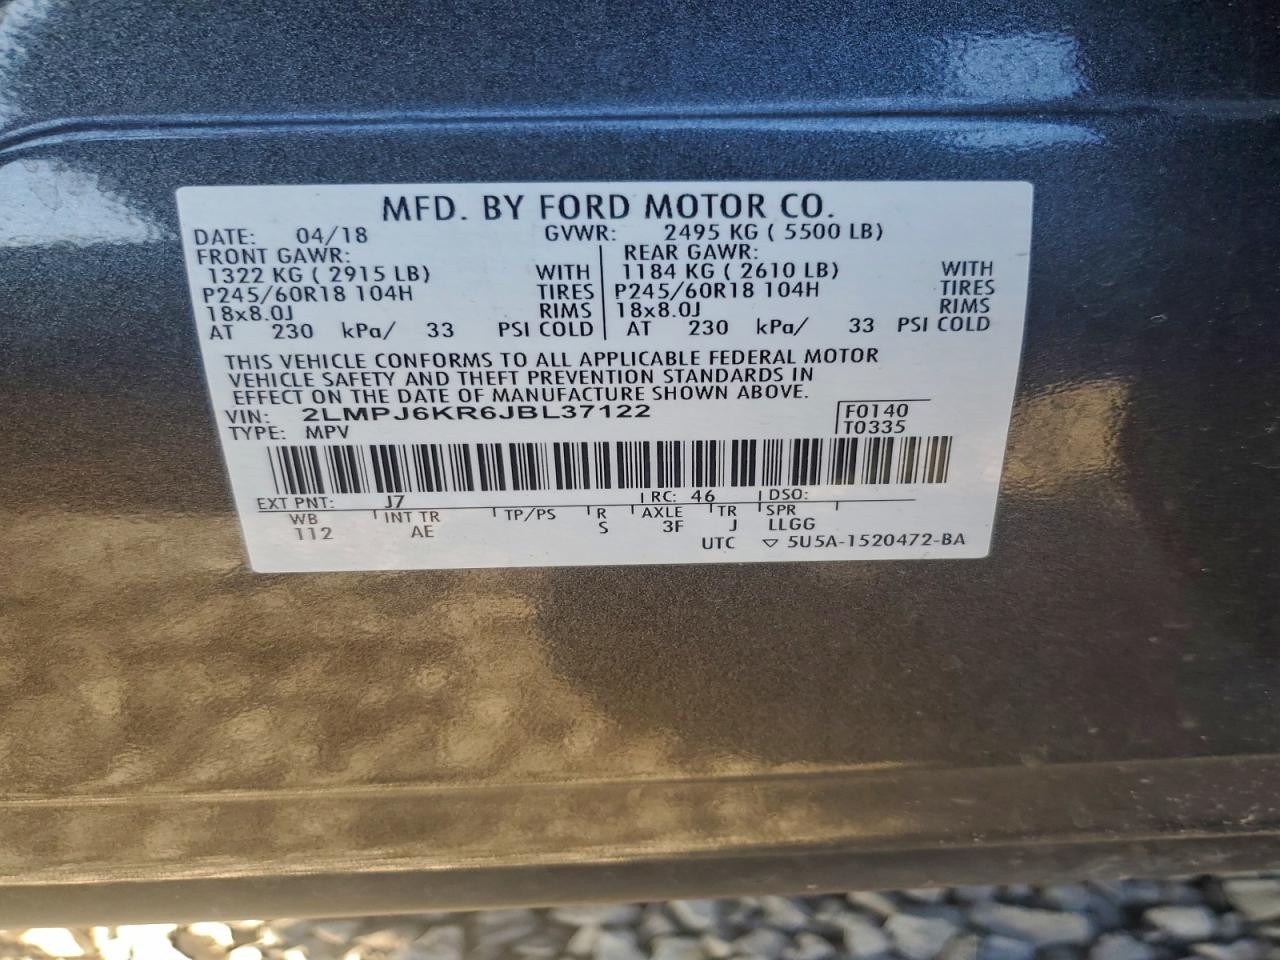 MFD. BY FORD MOTOR CO.
DATE: 04/18 GVWR: 2495 KG ( 5500 LB)
FRONT GAWR: REAR GAWR:
1322 KG ( 2915 LB) WITH 1184 KG ( 2610 LB) WITH
P245/60R18 104H TIRES P245/60R18 104H TIRES
18x8.0J RIMS 18x8.0J RIMS
AT 230 kPa/ 33 PSI COLD AT 230 kPa/ 33 PSI COLD
THIS VEHICLE CONFORMS TO ALL APPLICABLE FEDERAL MOTOR
VEHICLE SAFETY AND THEFT PREVENTION STANDARDS IN
EFFECT ON THE DATE OF MANUFACTURE SHOWN ABOVE.
VIN: 2LMPJ6KR6JBL37122 F0140
TYPE: MPV T0335
EXT PNT: J7 RC: 46 DSO:
WB INT TR TP/PS R AXLE TR SPR
112 AE S 3F J LLGG
UTC ▽ 5U5A-1520472-BA